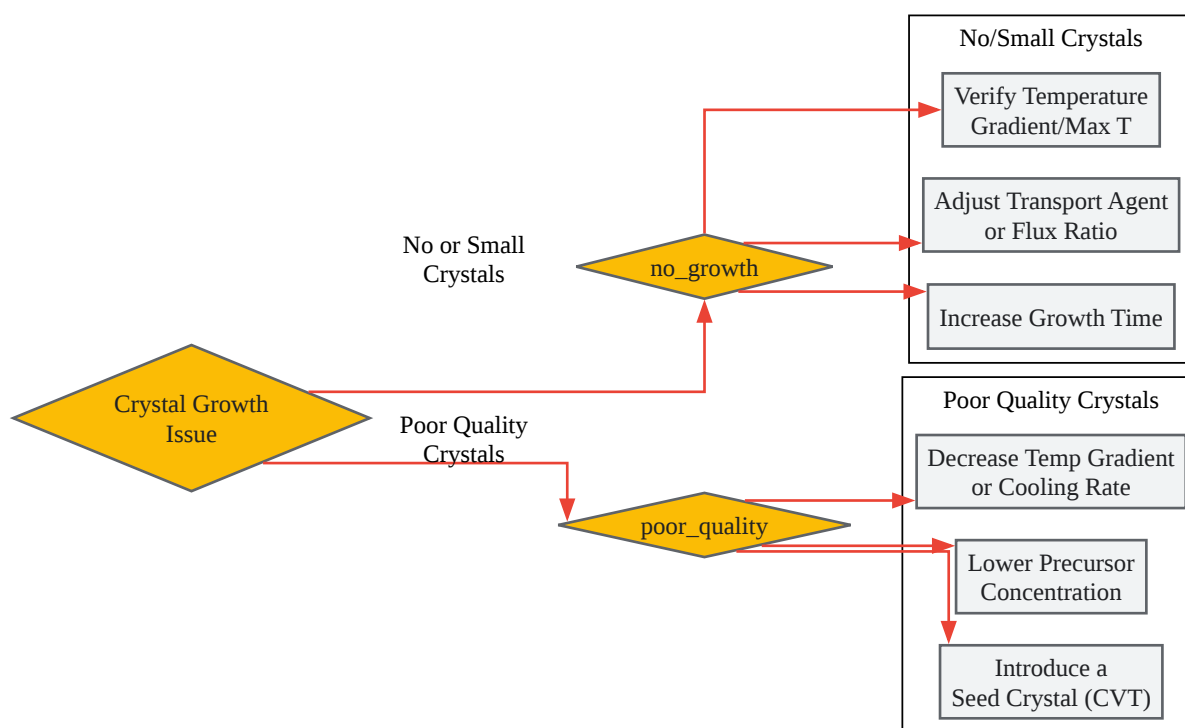 Crystal Growth
Issue
No or Small
Crystals
no_growth
No/Small Crystals
Verify Temperature
Gradient/Max T
Adjust Transport Agent
or Flux Ratio
Increase Growth Time
Poor Quality
Crystals
poor_quality
Poor Quality Crystals
Decrease Temp Gradient
or Cooling Rate
Lower Precursor
Concentration
Introduce a
Seed Crystal (CVT)